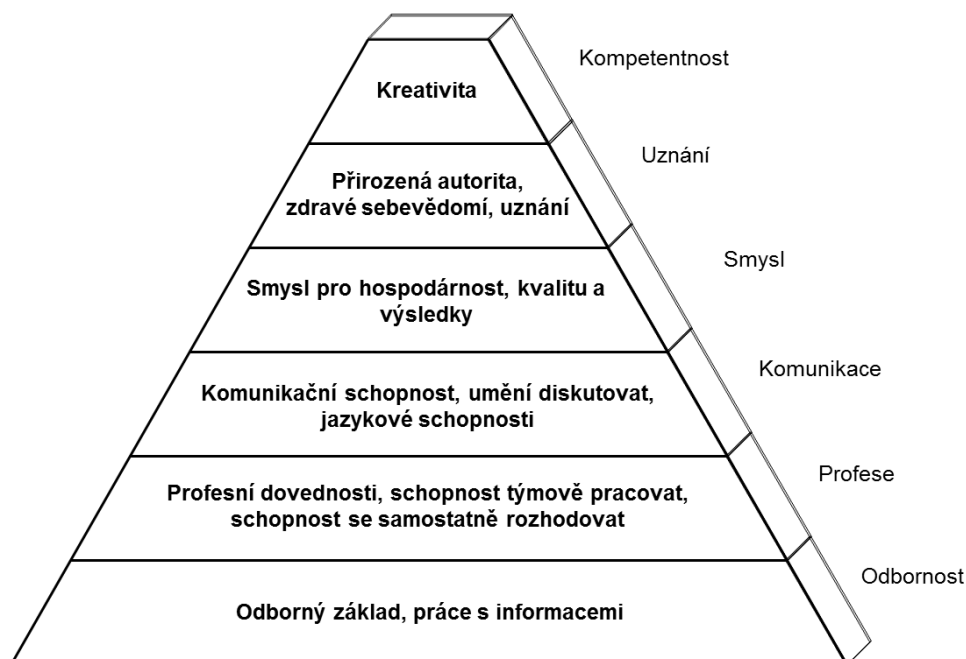 Kompetentnost
Kreativita
Uznání
Přirozená autorita,
zdravé sebevědomí, uznání
Smysl
Smysl pro hospodárnost, kvalitu a
výsledky
Komunikace
Komunikační schopnost, umění diskutovat,
jazykové schopnosti
Profese
Profesní dovednosti, schopnost týmově pracovat,
schopnost se samostatně rozhodovat
Odbornost
Odborný základ, práce s informacemi